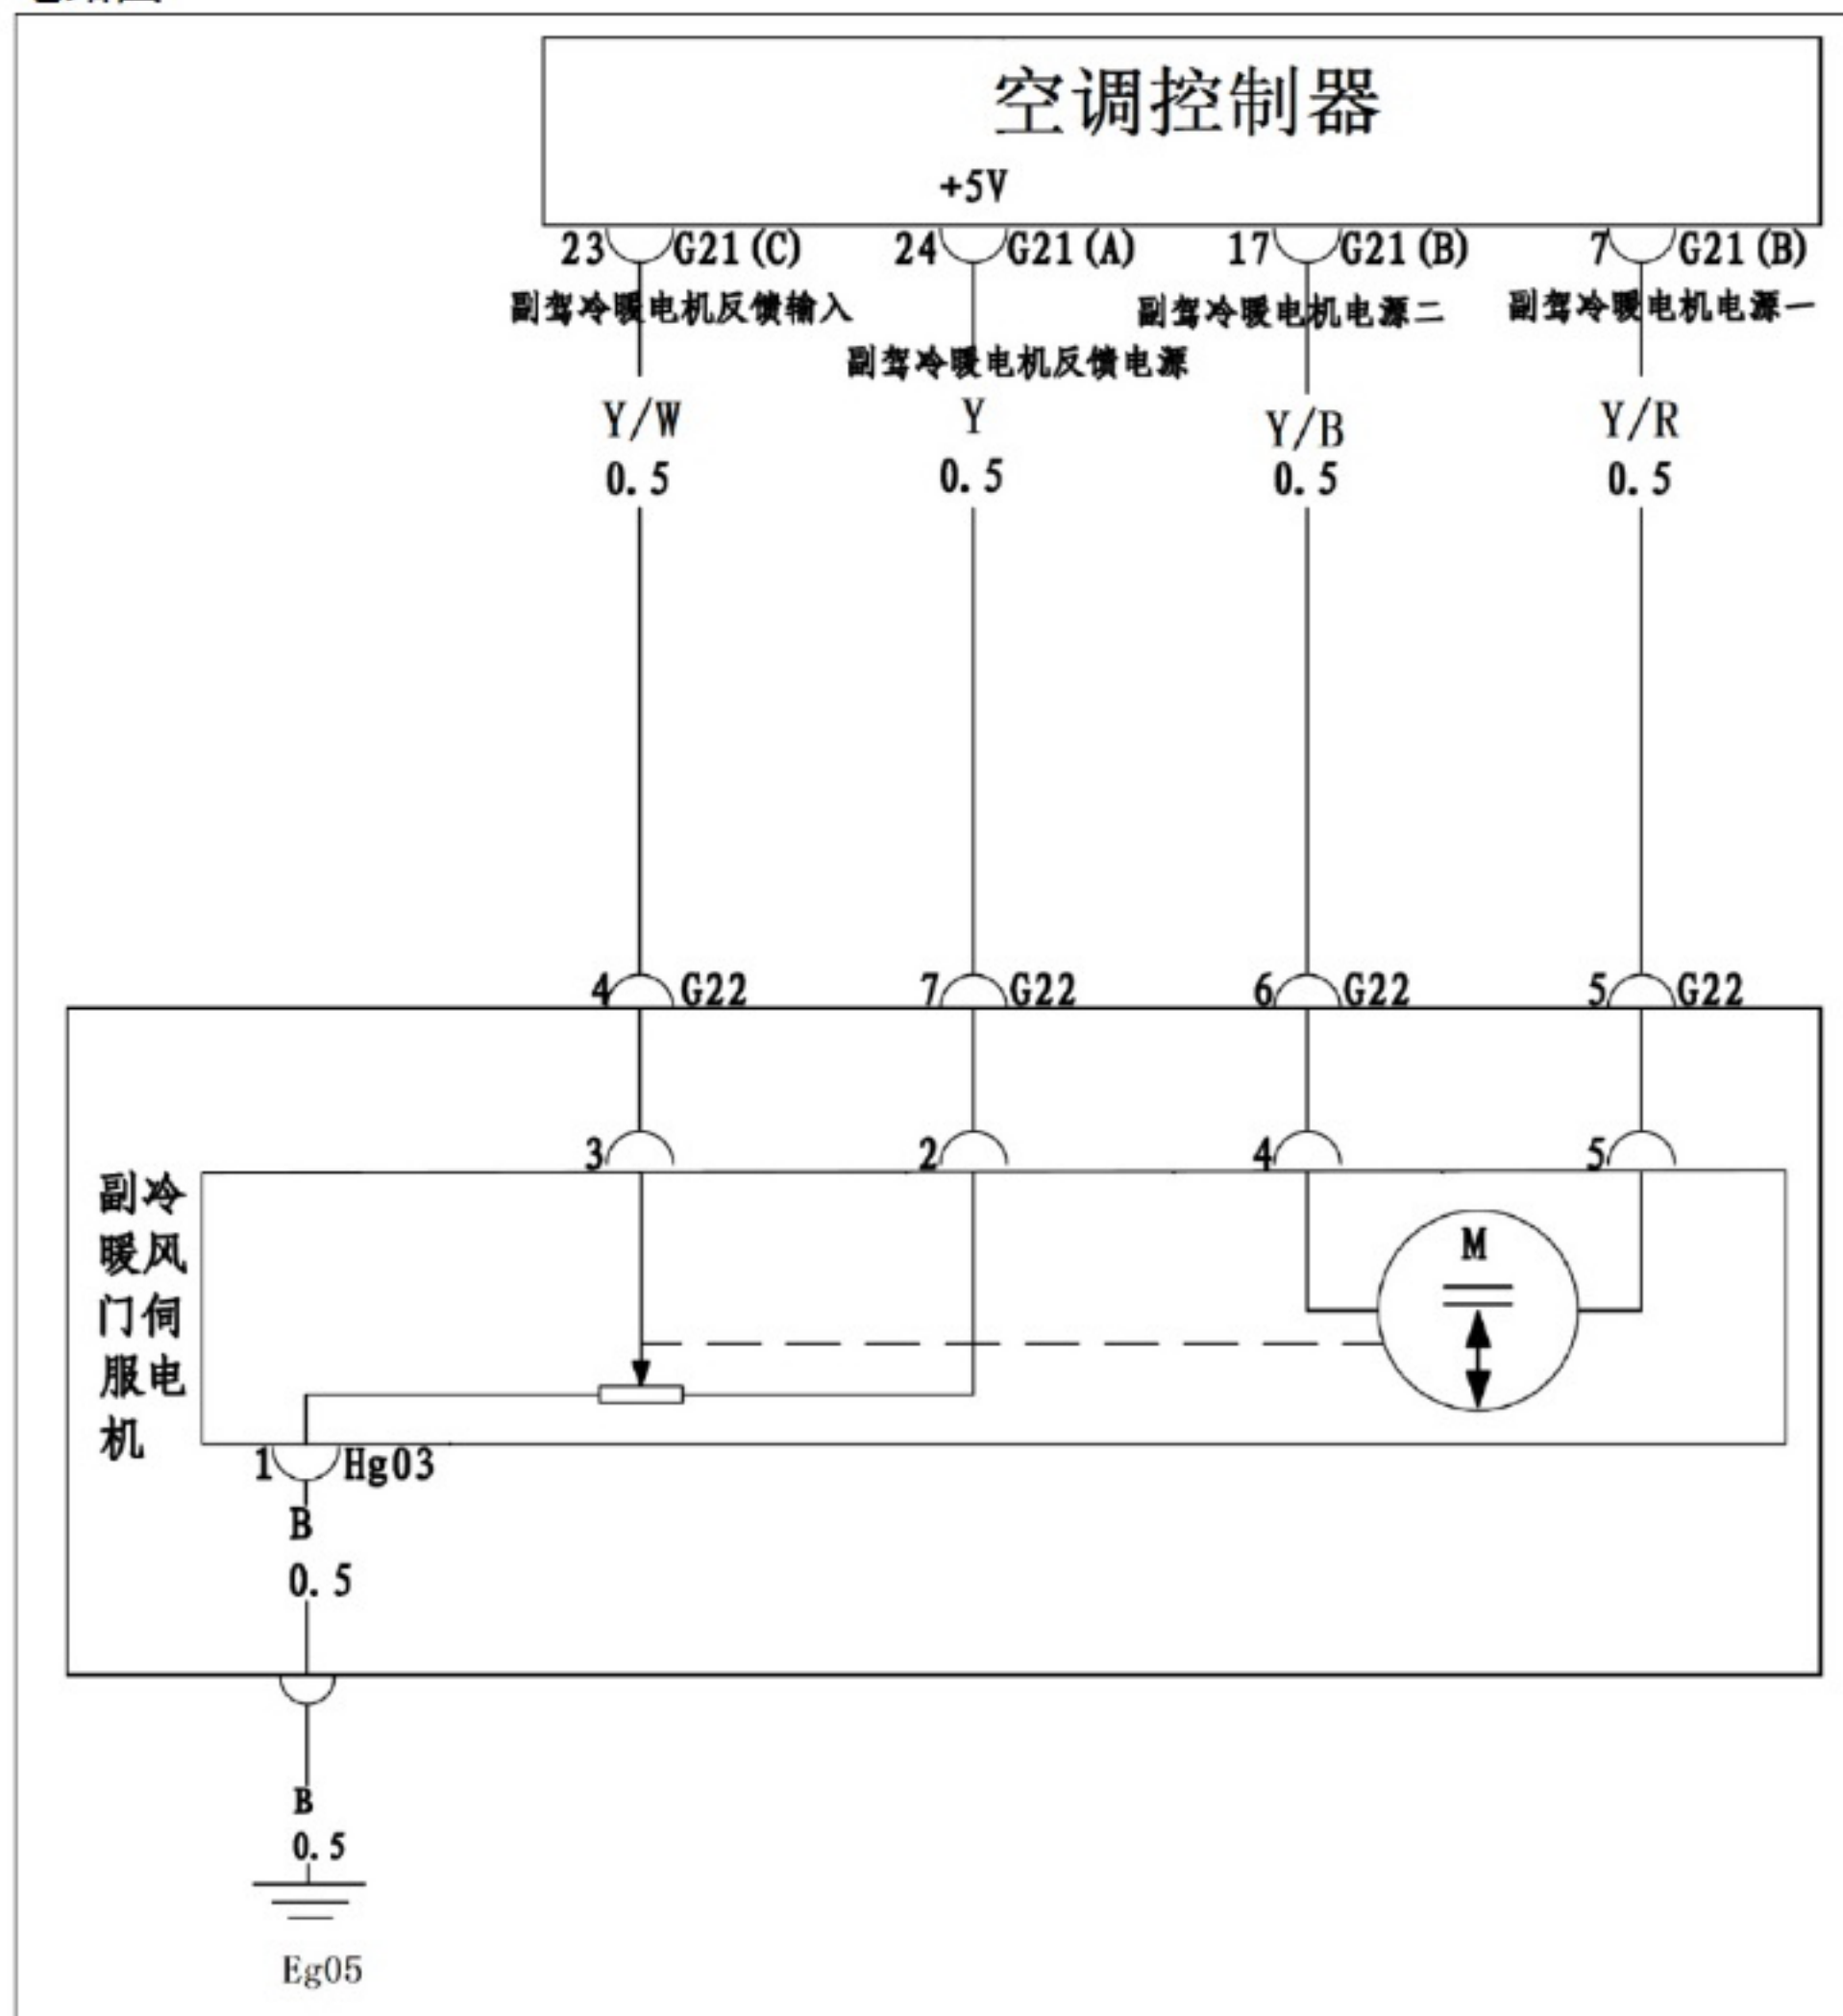 空调控制器
+5V
23 G21(C) 24 G21(A) 17 G21(B) 7 G21(B)
副驾冷暖电机反馈输入 副驾冷暖电机电源二 副驾冷暖电机电源一
副驾冷暖电机反馈电源
Y/W Y Y/B Y/R
0.5 0.5 0.5 0.5
4 G22 7 G22 6 G22 5 G22
3 2 4 5
副冷
暖风
门伺
服电
机
M
1 Hg03
B
0.5
B
0.5
Eg05